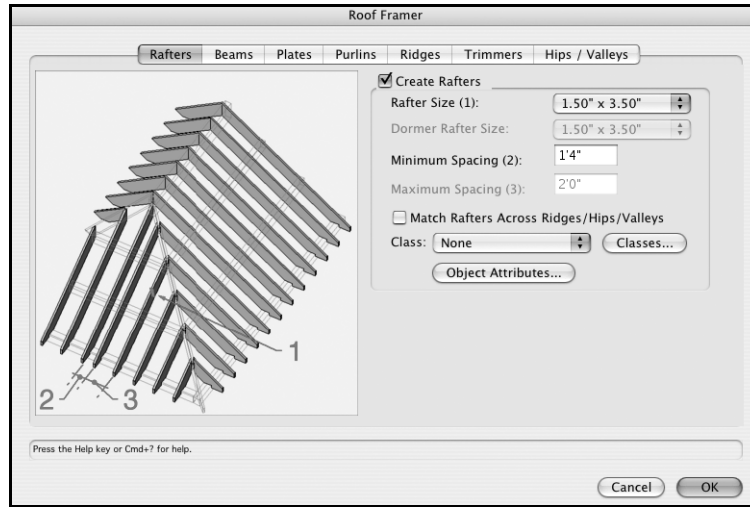 Roof Framer
Rafters Beams Plates Purlins Ridges Trimmers Hips / Valleys
Create Rafters
Rafter Size (1): 1.50" x 3.50"
Dormer Rafter Size: 1.50" x 3.50"
Minimum Spacing (2): 1'4"
Maximum Spacing (3): 2'0"
Match Rafters Across Ridges/Hips/Valleys
Class: None Classes...
Object Attributes...
1
2 3
Press the Help key or Cmd+? for help.
Cancel OK